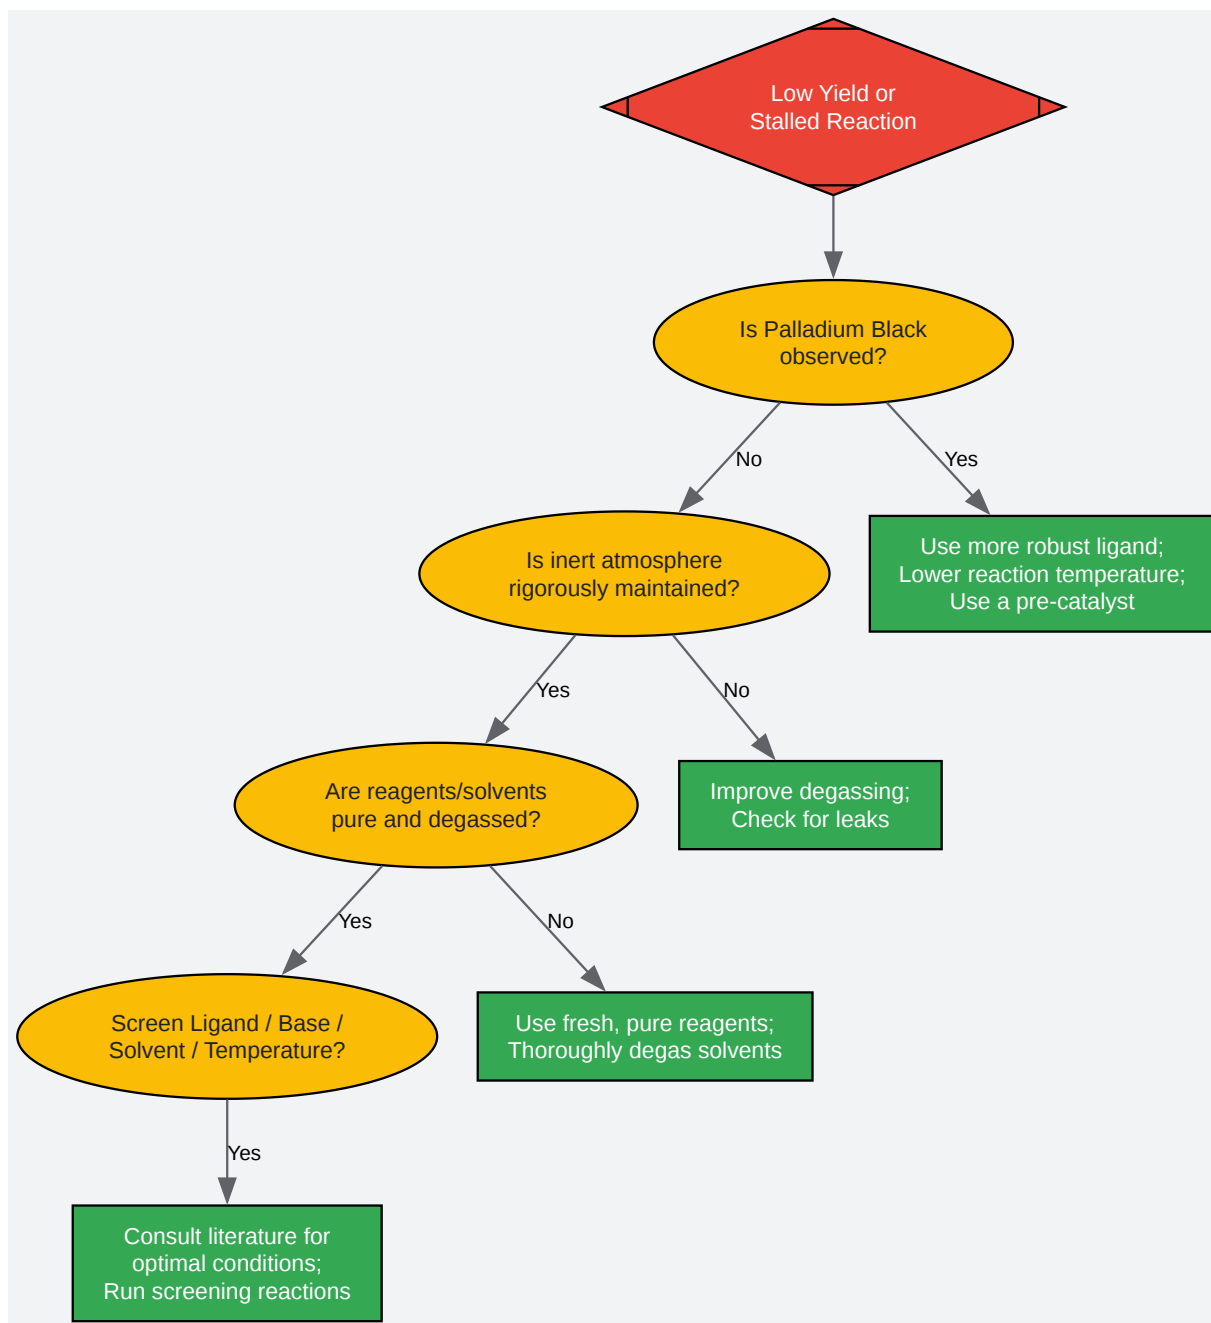 Low Yield or
Stalled Reaction
Is Palladium Black
observed?
No
Yes
Is inert atmosphere
rigorously maintained?
Use more robust ligand;
Lower reaction temperature;
Use a pre-catalyst
Yes
No
Are reagents/solvents
pure and degassed?
Improve degassing;
Check for leaks
Yes
No
Screen Ligand / Base /
Solvent / Temperature?
Use fresh, pure reagents;
Thoroughly degas solvents
Yes
Consult literature for
optimal conditions;
Run screening reactions